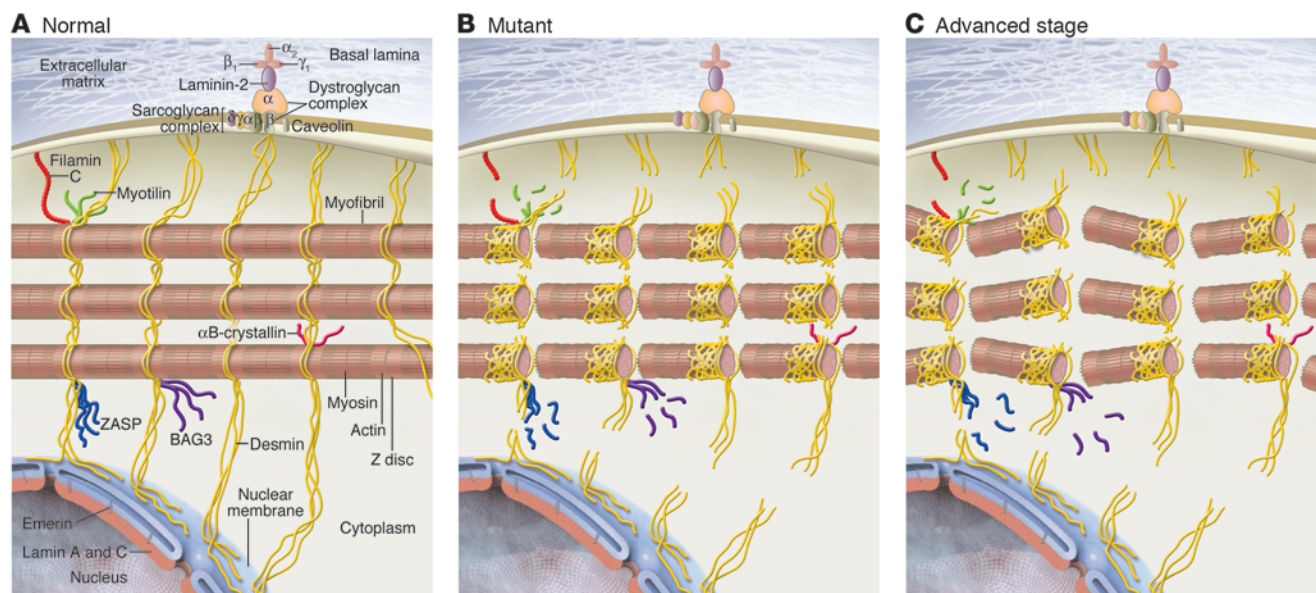 A Normal
B Mutant
C Advanced stage
α2
Basal lamina
β1
γ1
Extracellular
matrix
Laminin-2
α
Dystroglycan
complex
Sarcoglycan
complex
δγαβ β
Caveolin
Filamin
C
Myotilin
Myofibril
αB-crystallin
Myosin
Actin
Z disc
ZASP
BAG3
Desmin
Nuclear
membrane
Cytoplasm
Emerin
Lamin A and C
Nucleus